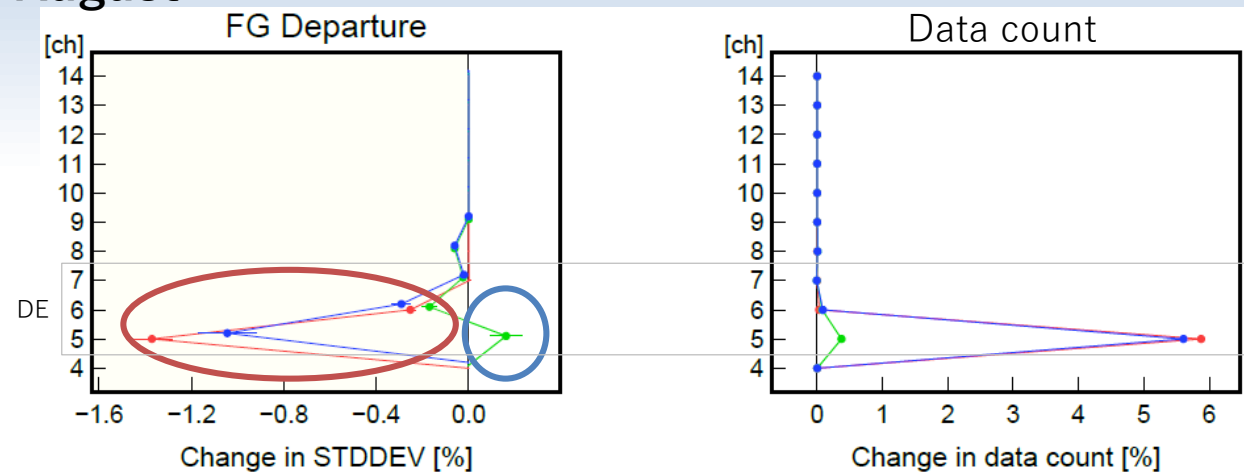 FG Departure
[ch]
14
13
12
11
10
9
8
7
6
5
4
DE
−1.6 −1.2 −0.8 −0.4 0.0
Change in STDDEV [%]
Data count
[ch]
14
13
12
11
10
9
8
7
6
5
4
0 1 2 3 4 5 6
Change in data count [%]